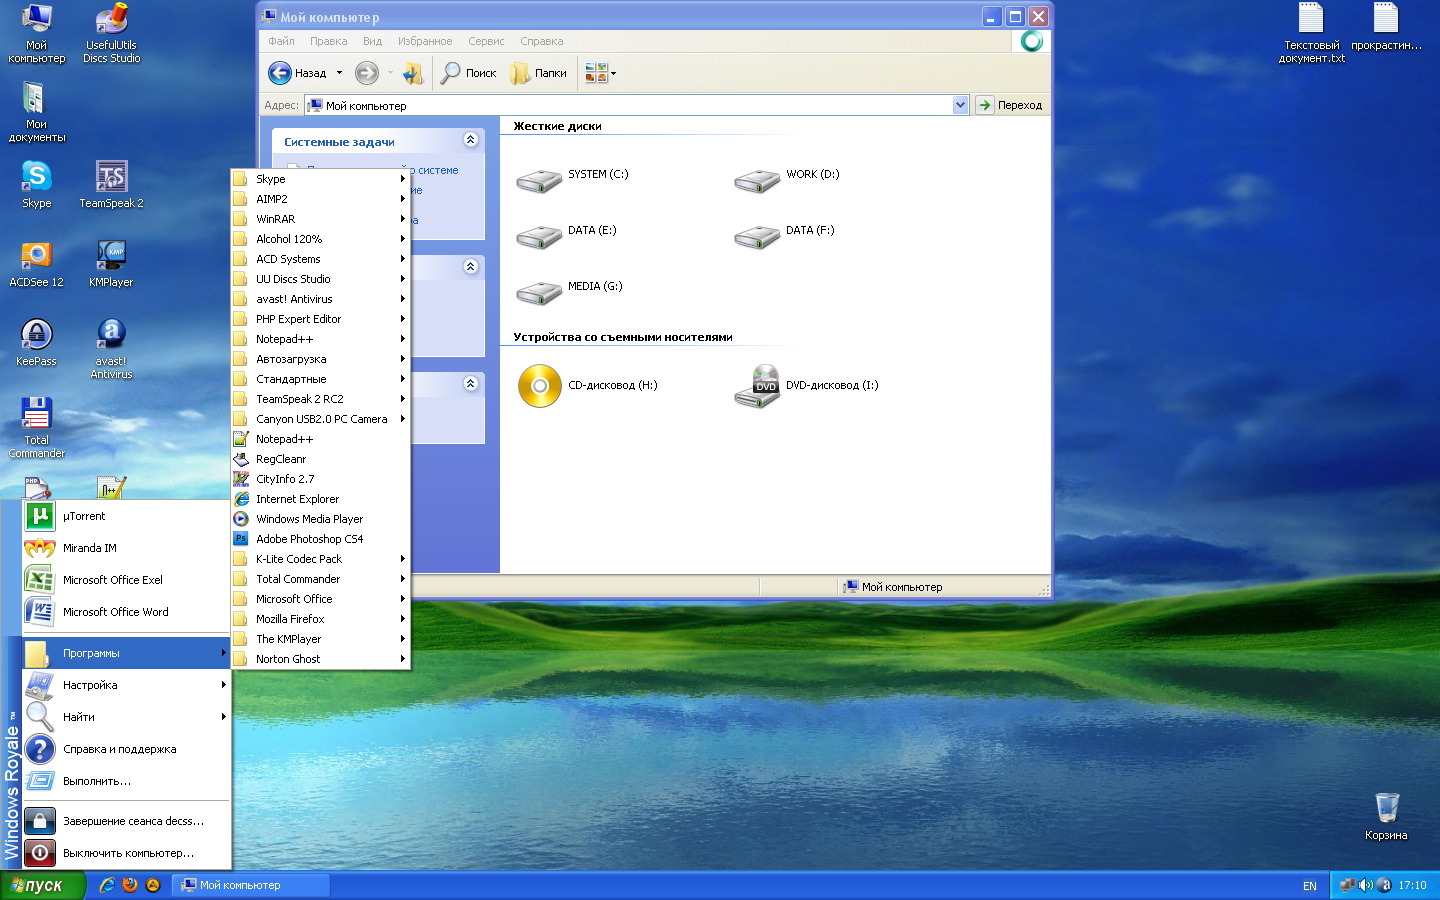 Мой
компьютер
UsefulUtils
Discs Studio
Мои
документы
Skype
TeamSpeak 2
ACDSee 12
KMPlayer
KeePass
avast!
Antivirus
Total
Commander
Текстовый
документ.txt
прокрастин...
Корзина
Мой компьютер
Файл Правка Вид Избранное Сервис Справка
Назад Поиск Папки
Адрес: Мой компьютер Переход
Системные задачи
о системе
Жесткие диски
SYSTEM (C:) WORK (D:)
DATA (E:) DATA (F:)
MEDIA (G:)
Устройства со съемными носителями
CD-дисковод (H:) DVD-дисковод (I:)
DVD
Мой компьютер
Skype
AIMP2
WinRAR
Alcohol 120%
ACD Systems
UU Discs Studio
avast! Antivirus
PHP Expert Editor
Notepad++
Автозагрузка
Стандартные
TeamSpeak 2 RC2
Canyon USB2.0 PC Camera
Notepad++
RegCleanr
CityInfo 2.7
Internet Explorer
Windows Media Player
Adobe Photoshop CS4
K-Lite Codec Pack
Total Commander
Microsoft Office
Mozilla Firefox
The KMPlayer
Norton Ghost
µTorrent
Miranda IM
Microsoft Office Exel
Microsoft Office Word
Программы
Настройка
Найти
Справка и поддержка
Выполнить...
Завершение сеанса decss...
Выключить компьютер...
Windows Royale ™
пуск
Мой компьютер
EN
17:10